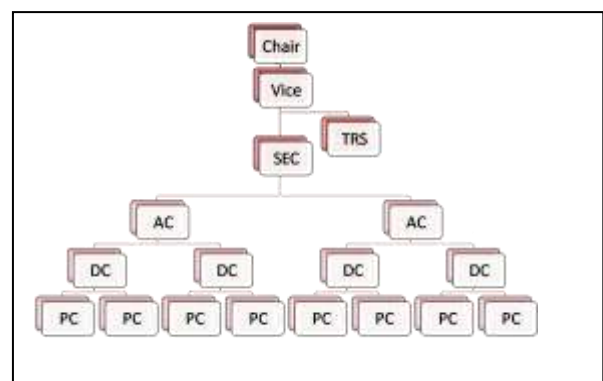 Chair
Vice
TRS
SEC
AC AC
DC DC DC DC
PC PC PC PC PC PC PC PC